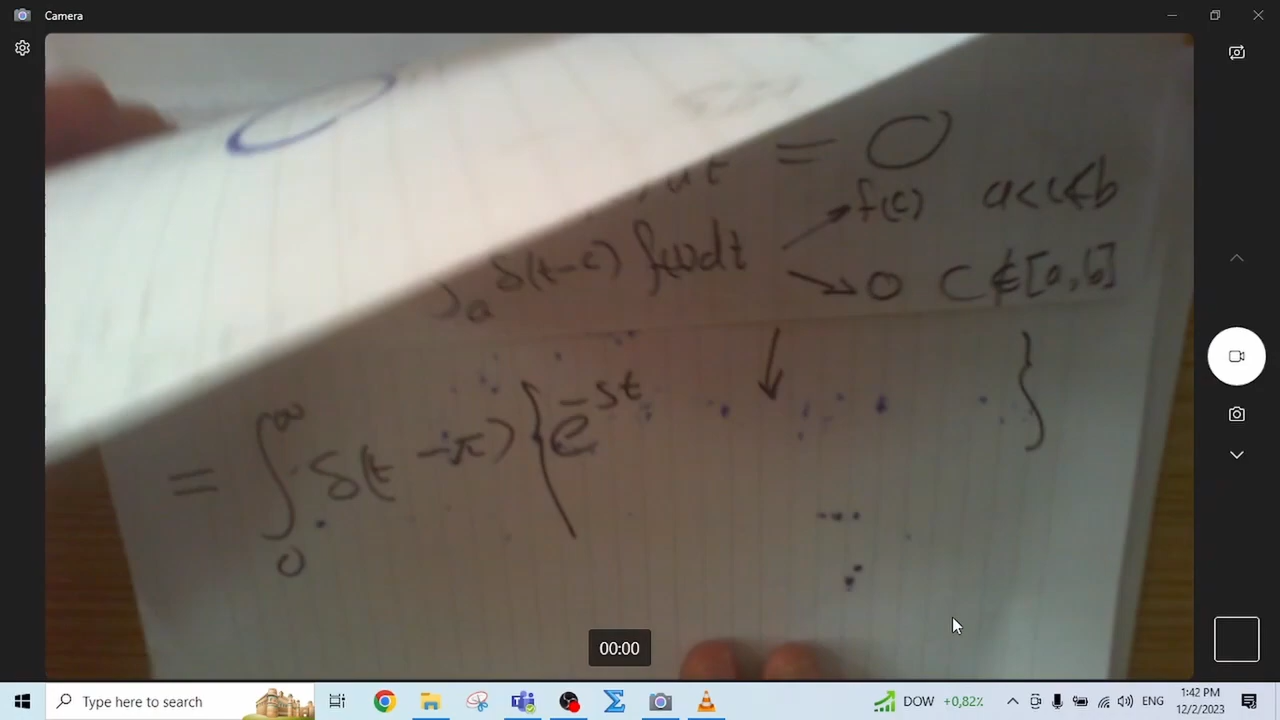 Camera
= 0
f(c) a<c<b
∫a δ(t-c) f(t)dt
0 c∉[a,b]
= ∫0^∞ δ(t-π) { e^-st }
00:00
Type here to search
DOW +0,82%
ENG
1:42 PM
12/2/2023